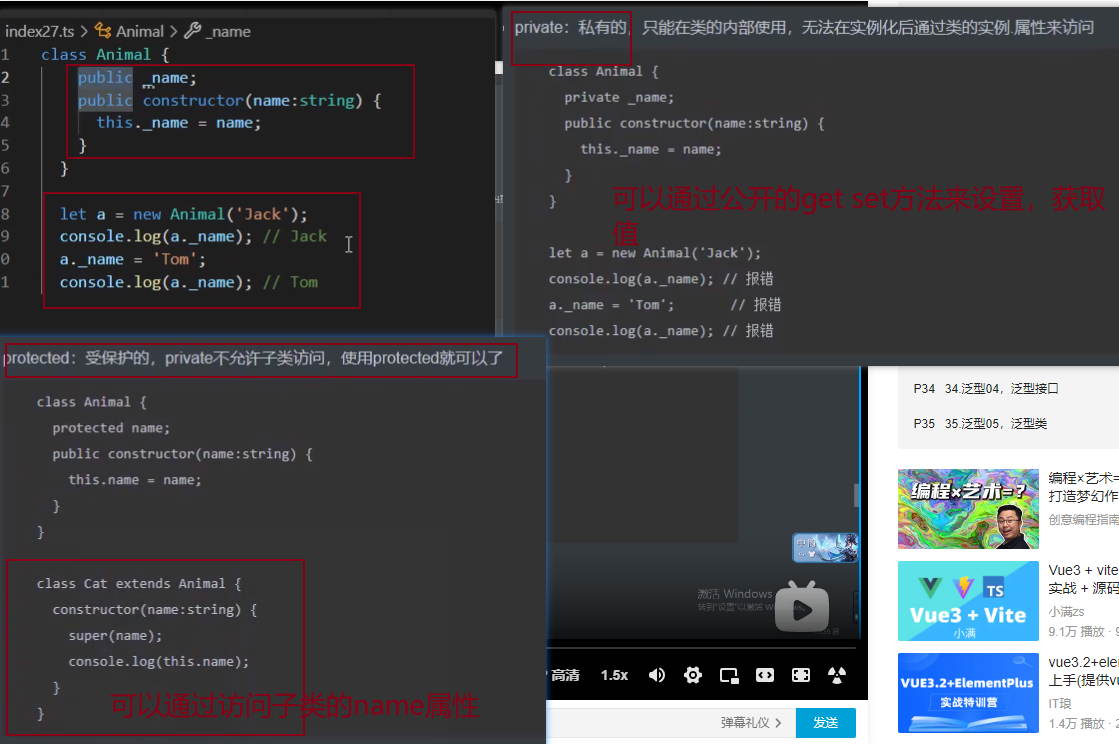 index27.ts > Animal > _name
1 class Animal {
2 public _name;
3 public constructor(name:string) {
4 this._name = name;
5 }
6 }
7
8 let a = new Animal('Jack');
9 console.log(a._name); // Jack
0 a._name = 'Tom';
1 console.log(a._name); // Tom
private：私有的，只能在类的内部使用，无法在实例化后通过类的实例.属性来访问
class Animal {
private _name;
public constructor(name:string) {
this._name = name;
}
}
可以通过公开的get set方法来设置，获取
值
let a = new Animal('Jack');
console.log(a._name); // 报错
a._name = 'Tom'; // 报错
console.log(a._name); // 报错
protected：受保护的，private不允许子类访问，使用protected就可以了
class Animal {
protected name;
public constructor(name:string) {
this.name = name;
}
}
class Cat extends Animal {
constructor(name:string) {
super(name);
console.log(this.name);
}
}
可以通过访问子类的name属性
激活 Windows
高清 1.5x
弹幕礼仪 >
发送
P34 34.泛型04，泛型接口
P35 35.泛型05，泛型类
编程×艺术=?
编程×艺术=
打造梦幻作
创意编程指南
TS
Vue3 + Vite
小满
Vue3 + vite
实战 + 源码
小满zs
9.1万 播放 · 9
VUE3.2+ElementPlus
实战特训营
vue3.2+ele
上手(提供vu
IT琅
1.4万 播放 · 2